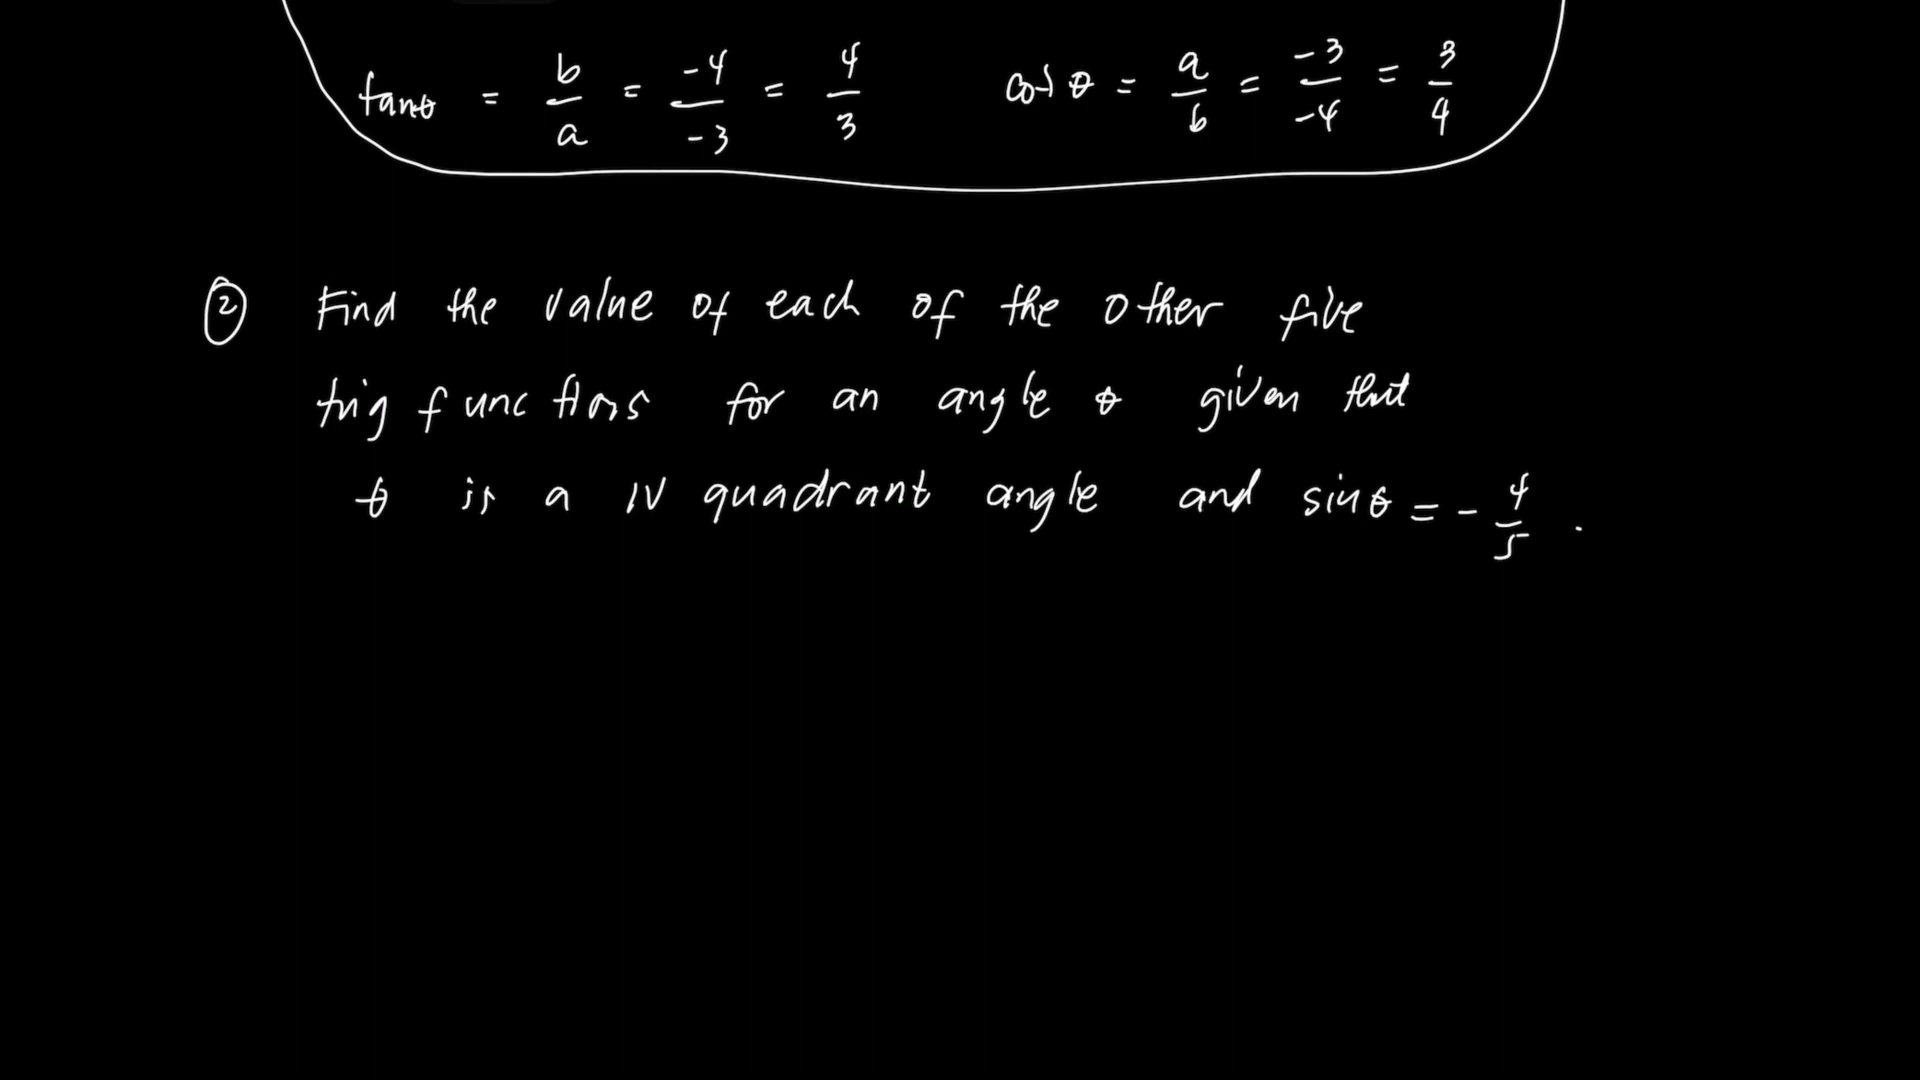 tanθ = b/a = -4/-3 = 4/3 cot θ = a/b = -3/-4 = 3/4
② Find the value of each of the other five
trig functions for an angle θ given that
θ is a IV quadrant angle and sinθ = - 4/5 .